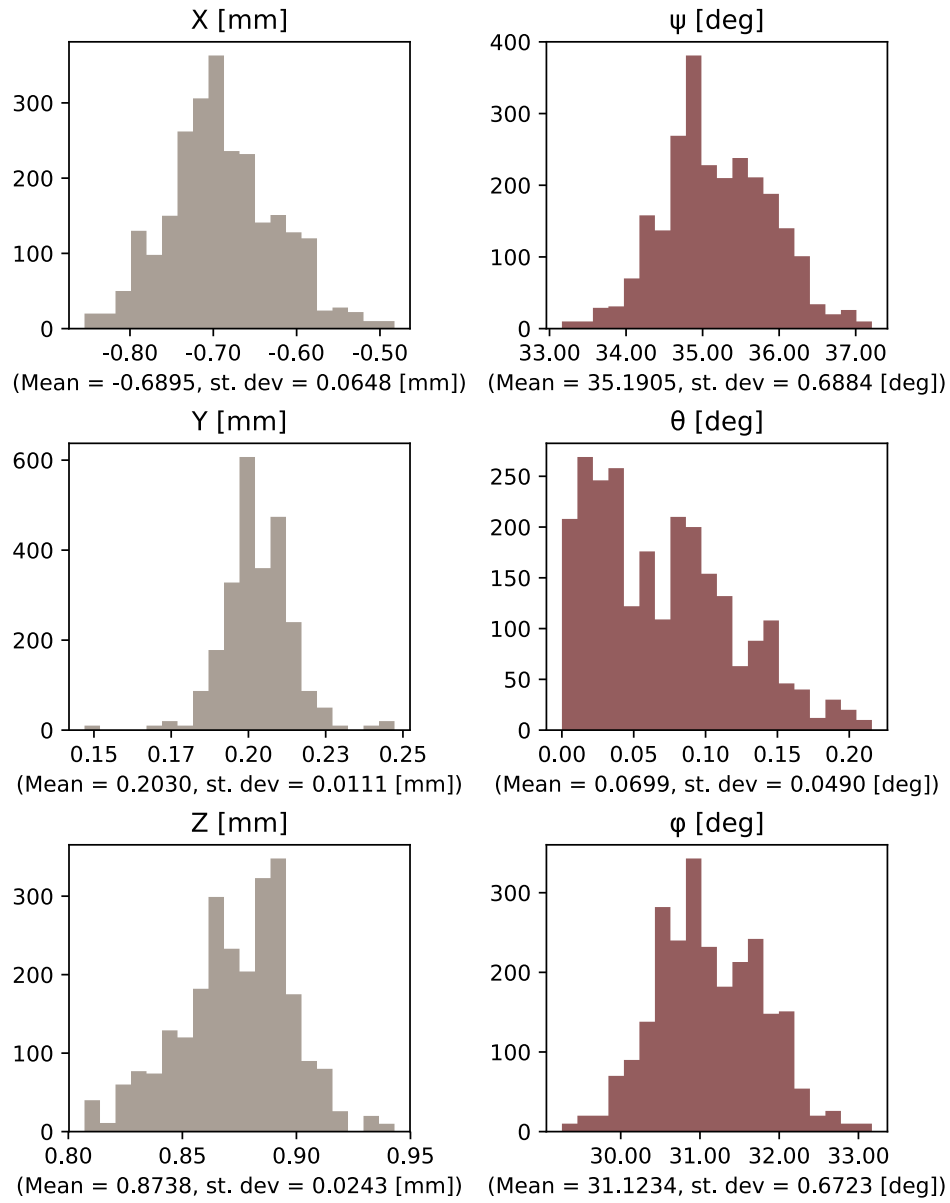 X [mm]
300
200
100
0
-0.80 -0.70 -0.60 -0.50
(Mean = -0.6895, st. dev = 0.0648 [mm])
ψ [deg]
400
300
200
100
0
33.00 34.00 35.00 36.00 37.00
(Mean = 35.1905, st. dev = 0.6884 [deg])
Y [mm]
600
400
200
0
0.15 0.17 0.20 0.23 0.25
(Mean = 0.2030, st. dev = 0.0111 [mm])
θ [deg]
250
200
150
100
50
0
0.00 0.05 0.10 0.15 0.20
(Mean = 0.0699, st. dev = 0.0490 [deg])
Z [mm]
300
200
100
0
0.80 0.85 0.90 0.95
(Mean = 0.8738, st. dev = 0.0243 [mm])
φ [deg]
300
200
100
0
30.00 31.00 32.00 33.00
(Mean = 31.1234, st. dev = 0.6723 [deg])